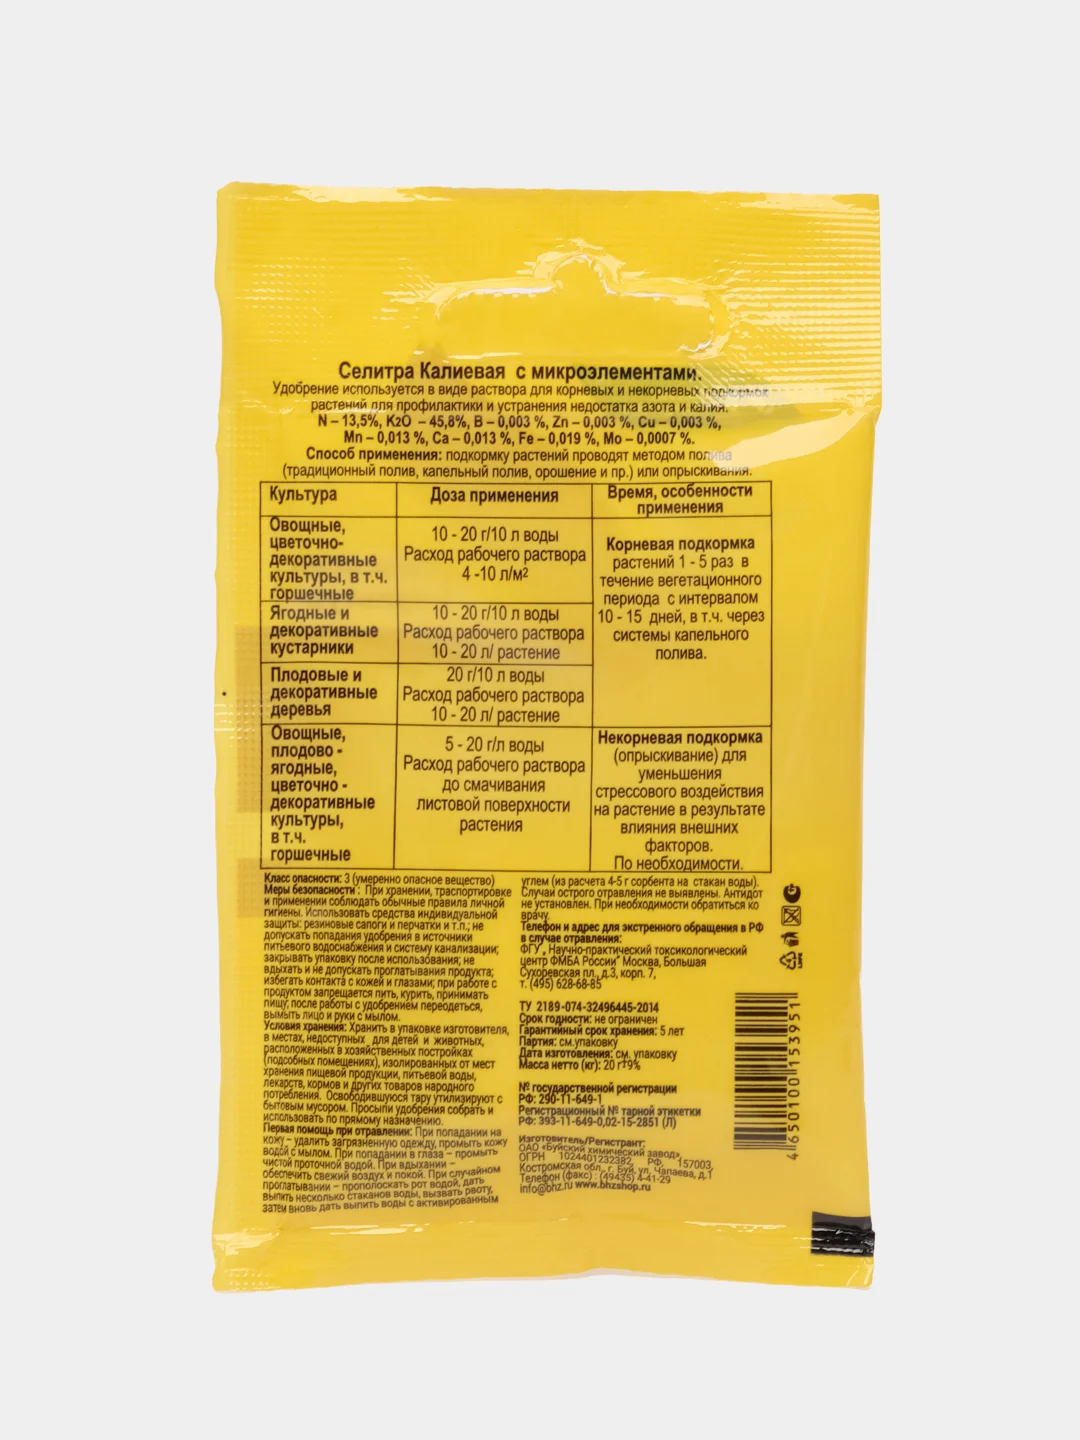 Селитра Калиевая с микроэлементами.
Удобрение используется в виде раствора для корневых и некорневых подкормок
растений для профилактики и устранения недостатка азота и калия.
N – 13,5%, K2O – 45,8%, B – 0,003 %, Zn – 0,003 %, Cu – 0,003 %,
Mn – 0,013 %, Ca – 0,013 %, Fe – 0,019 %, Mo – 0,0007 %.
Способ применения: подкормку растений проводят методом полива
(традиционный полив, капельный полив, орошение и пр.) или опрыскивания.
Культура
Доза применения
Время, особенности
применения
Овощные,
цветочно-
декоративные
культуры, в т.ч.
горшечные
10 - 20 г/10 л воды
Расход рабочего раствора
4 -10 л/м2
Корневая подкормка
растений 1 - 5 раз в
течение вегетационного
периода с интервалом
10 - 15 дней, в т.ч. через
системы капельного
полива.
Ягодные и
декоративные
кустарники
10 - 20 г/10 л воды
Расход рабочего раствора
10 - 20 л/ растение
Плодовые и
декоративные
деревья
20 г/10 л воды
Расход рабочего раствора
10 - 20 л/ растение
Овощные,
плодово -
ягодные,
цветочно -
декоративные
культуры,
в т.ч.
горшечные
5 - 20 г/л воды
Расход рабочего раствора
до смачивания
листовой поверхности
растения
Некорневая подкормка
(опрыскивание) для
уменьшения
стрессового воздействия
на растение в результате
влияния внешних
факторов.
По необходимости.
Класс опасности: 3 (умеренно опасное вещество)
Меры безопасности : При хранении, траспортировке
и применении соблюдать обычные правила личной
гигиены. Использовать средства индивидуальной
защиты: резиновые сапоги и перчатки и т.п.; не
допускать попадания удобрения в источники
питьевого водоснабжения и систему канализации;
закрывать упаковку после использования; не
вдыхать и не допускать проглатывания продукта;
избегать контакта с кожей и глазами; при работе с
продуктом запрещается пить, курить, принимать
пищу; после работы с удобрением переодеться,
вымыть лицо и руки с мылом.
Условия хранения: Хранить в упаковке изготовителя,
в местах, недоступных для детей и животных,
расположенных в хозяйственных постройках
(подсобных помещениях), изолированных от мест
хранения пищевой продукции, питьевой воды,
лекарств, кормов и других товаров народного
потребления. Освободившуюся тару утилизируют с
бытовым мусором. Просыпи удобрения собрать и
использовать по прямому назначению.
Первая помощь при отравлении: При попадании на
кожу – удалить загрязненную одежду, промыть кожу
водой с мылом. При попадании в глаза – промыть
чистой проточной водой. При вдыхании –
обеспечить свежий воздух и покой. При случайном
проглатывании – прополоскать рот водой, дать
выпить несколько стаканов воды, вызвать рвоту,
затем вновь дать выпить воды с активированным
углем (из расчета 4-5 г сорбента на стакан воды).
Случаи острого отравления не выявлены. Антидот
не установлен. При необходимости обратиться ко
врачу.
Телефон и адрес для экстренного обращения в РФ
в случае отравления:
ФГУ „ Научно-практический токсикологический
центр ФМБА России" Москва, Большая
Сухоревская пл., д.3, корп. 7,
т. (495) 628-68-85
ТУ 2189-074-32496445-2014
Срок годности: не ограничен
Гарантийный срок хранения: 5 лет
Партия: см.упаковку
Дата изготовления: см. упаковку
Масса нетто (кг): 20 г±9%
№ государственной регистрации
РФ: 290-11-649-1
Регистрационный № тарной этикетки
РФ: 393-11-649-0,02-15-2851 (Л)
Изготовитель/Регистрант:
ОАО «Буйский химический завод»,
ОГРН 1024401232382, РФ, 157003,
Костромская обл., г. Буй, ул. Чапаева, д.1
Телефон (факс) : (49435) 4-41-29
info@bhz.ru www.bhzshop.ru
4 650100 153951